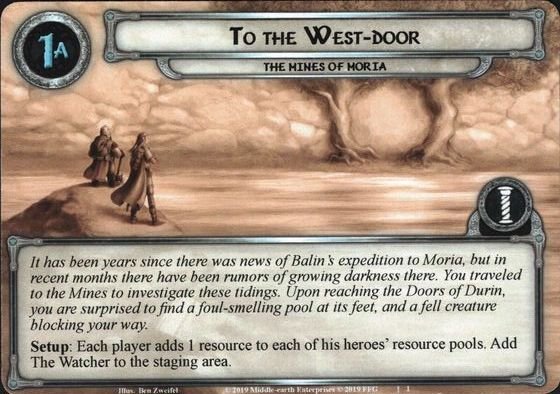 1A
TO THE WEST-DOOR
THE MINES OF MORIA
It has been years since there was news of Balin's expedition to Moria, but in
recent months there have been rumors of growing darkness there. You traveled
to the Mines to investigate these tidings. Upon reaching the Doors of Durin,
you are surprised to find a foul-smelling pool at its feet, and a fell creature
blocking your way.
Setup: Each player adds 1 resource to each of his heroes' resource pools. Add
The Watcher to the staging area.
Illus. Ben Zweifel © 2019 Middle-earth Enterprises © 2019 FFG 1